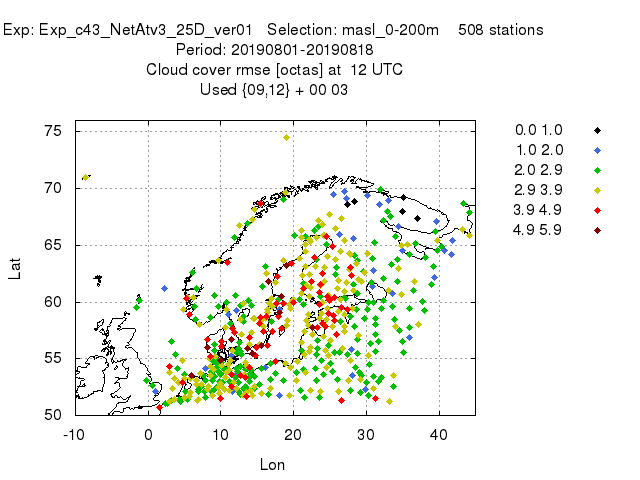 Exp: Exp_c43_NetAtv3_25D_ver01   Selection: masl_0-200m    508 stations
Period: 20190801-20190818
Cloud cover rmse [octas] at  12 UTC
Used {09,12} + 00 03
0.0 1.0
1.0 2.0
2.0 2.9
2.9 3.9
3.9 4.9
4.9 5.9
75
70
65
60
55
50
Lat
-10 0 10 20 30 40
Lon